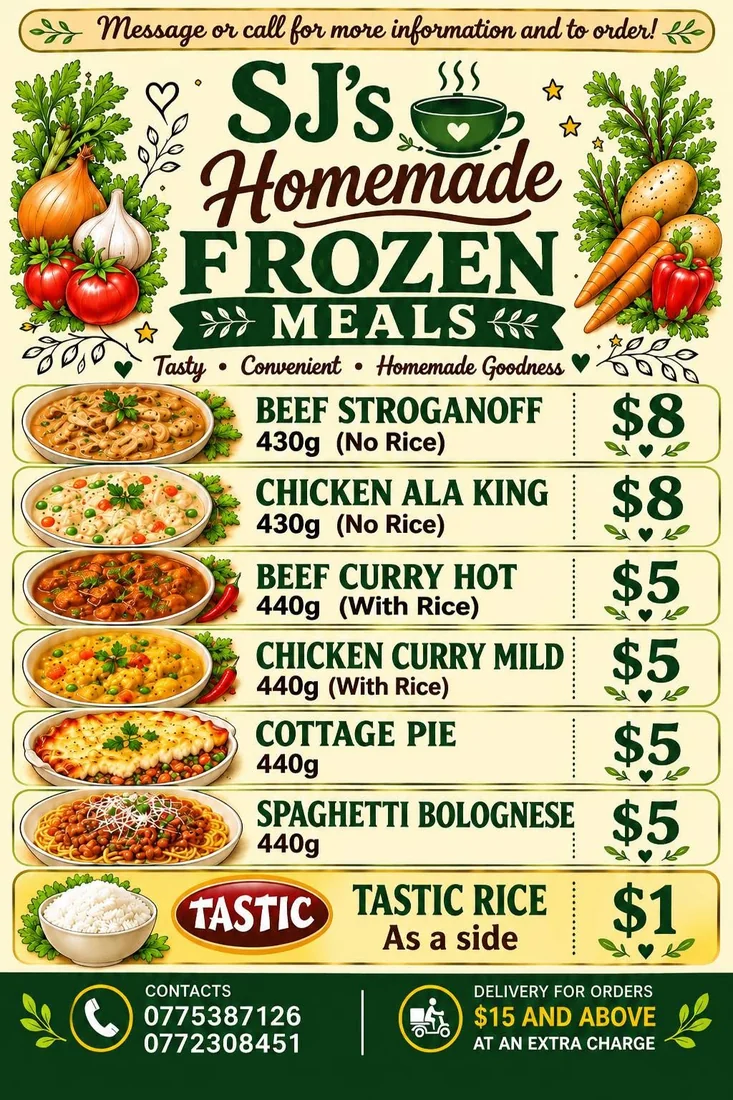 Message or call for more information and to order!
SJ's
Homemade
FROZEN
MEALS
Tasty • Convenient • Homemade Goodness
BEEF STROGANOFF
430g (No Rice)
$8
CHICKEN ALA KING
430g (No Rice)
$8
BEEF CURRY HOT
440g (With Rice)
$5
CHICKEN CURRY MILD
440g (With Rice)
$5
COTTAGE PIE
440g
$5
SPAGHETTI BOLOGNESE
440g
$5
TASTIC
TASTIC RICE
As a side
$1
CONTACTS
0775387126
0772308451
DELIVERY FOR ORDERS
$15 AND ABOVE
AT AN EXTRA CHARGE